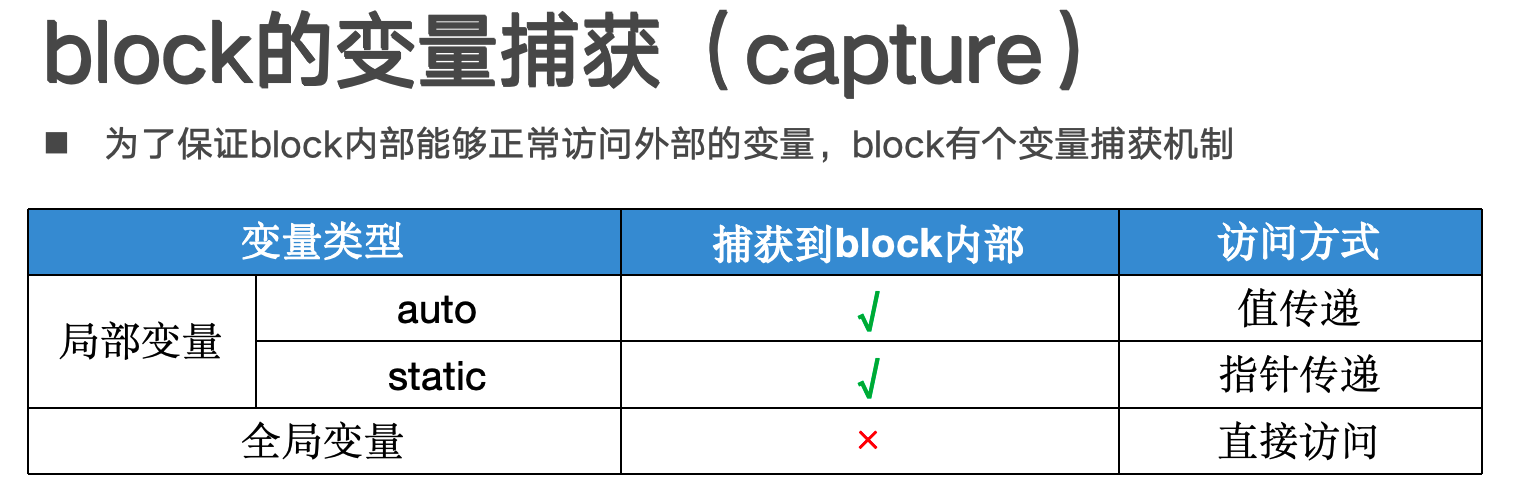 block的变量捕获（capture）
■ 为了保证block内部能够正常访问外部的变量，block有个变量捕获机制
变量类型 捕获到block内部 访问方式
局部变量 auto √ 值传递
static √ 指针传递
全局变量 × 直接访问